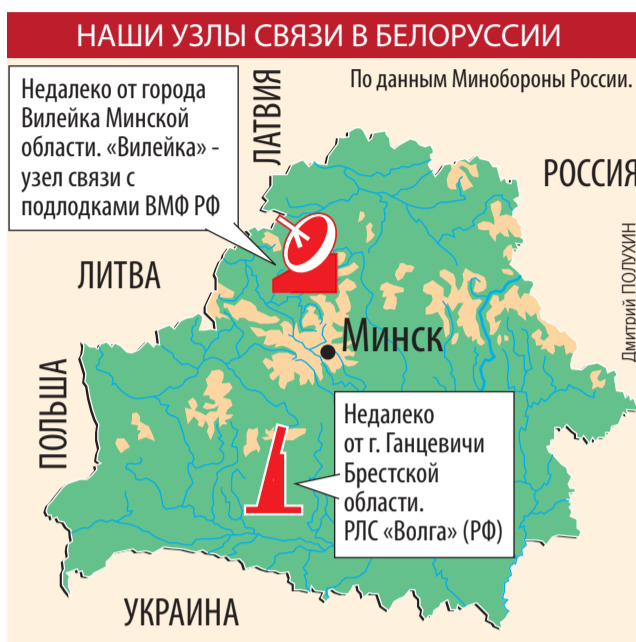 НАШИ УЗЛЫ СВЯЗИ В БЕЛОРУССИИ
По данным Минобороны России.
Недалеко от города
Вилейка Минской
области. «Вилейка» -
узел связи с
подлодками ВМФ РФ
ЛАТВИЯ
РОССИЯ
ЛИТВА
Дмитрий ПОЛУХИН
Минск
ПОЛЬША
Недалеко
от г. Ганцевичи
Брестской
области.
РЛС «Волга» (РФ)
УКРАИНА